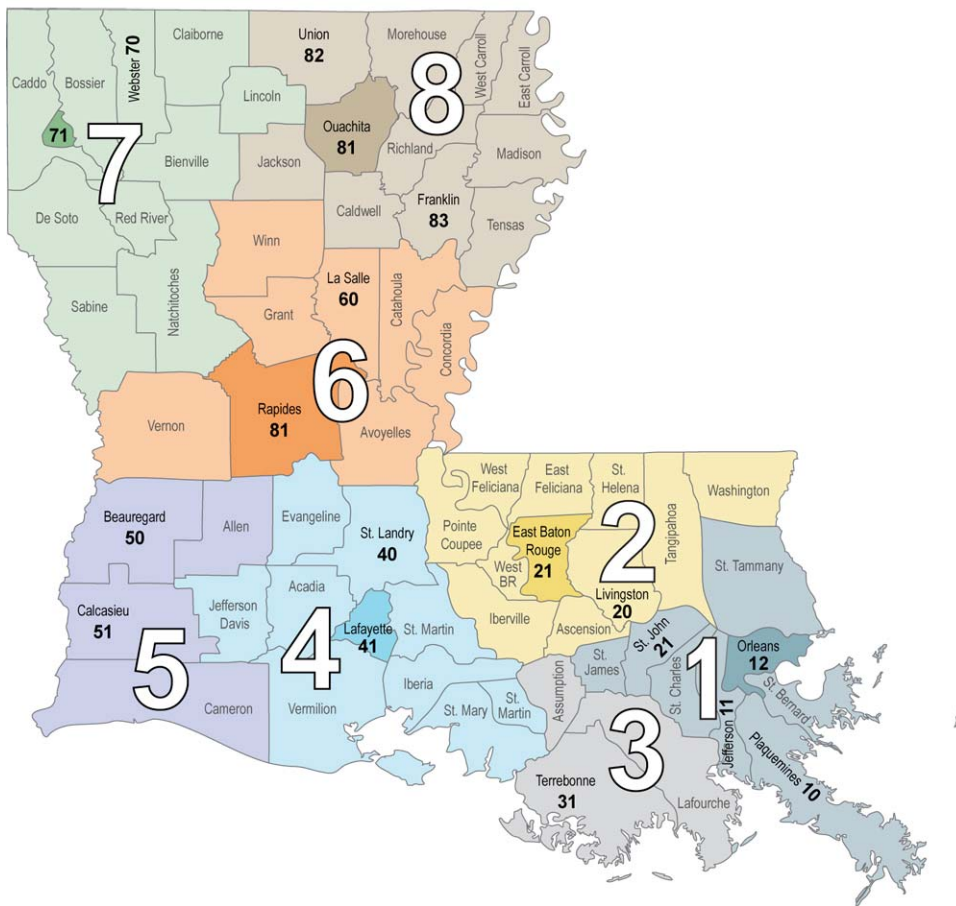 Claiborne
Union
82
Morehouse
West Carroll
East Carroll
Caddo
Bossier
Webster 70
Lincoln
8
71
7
Ouachita
81
Richland
Madison
Bienville
Jackson
De Soto
Red River
Caldwell
Franklin
83
Tensas
Winn
La Salle
60
Catahoula
Natchitoches
Sabine
Grant
Concordia
6
Vernon
Rapides
81
Avoyelles
West
Feliciana
East
Feliciana
St.
Helena
Tangipahoa
Washington
Beauregard
50
Allen
Evangeline
St. Landry
40
Pointe
Coupee
East Baton
Rouge
21
2
West
BR
St. Tammany
Calcasieu
51
Jefferson
Davis
Acadia
Lafayette
41
St. Martin
Iberville
Livingston
20
Ascension
St. John
21
Orleans
12
5
4
Cameron
Vermilion
Iberia
St. Mary
St.
Martin
Assumption
St.
James
St. Charles
1
St. Bernard
Jefferson 11
Plaquemines 10
3
Terrebonne
31
Lafourche